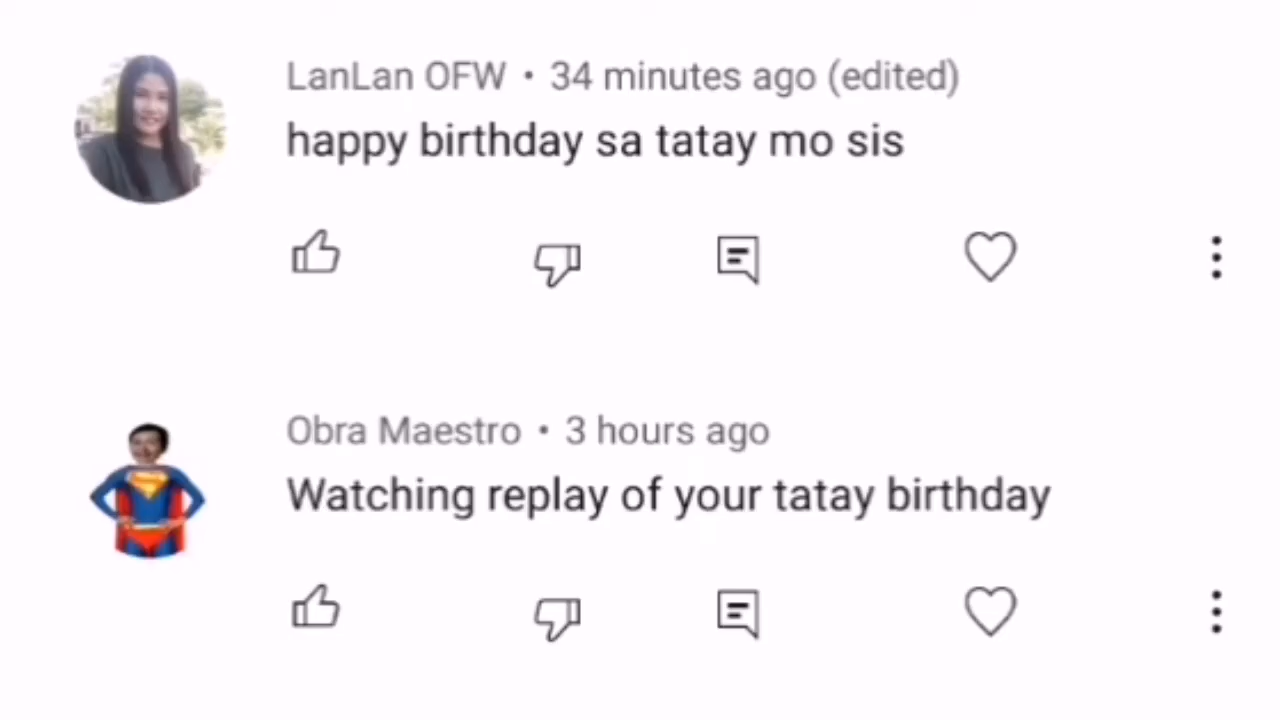 LanLan OFW • 34 minutes ago (edited)
happy birthday sa tatay mo sis
Obra Maestro • 3 hours ago
Watching replay of your tatay birthday